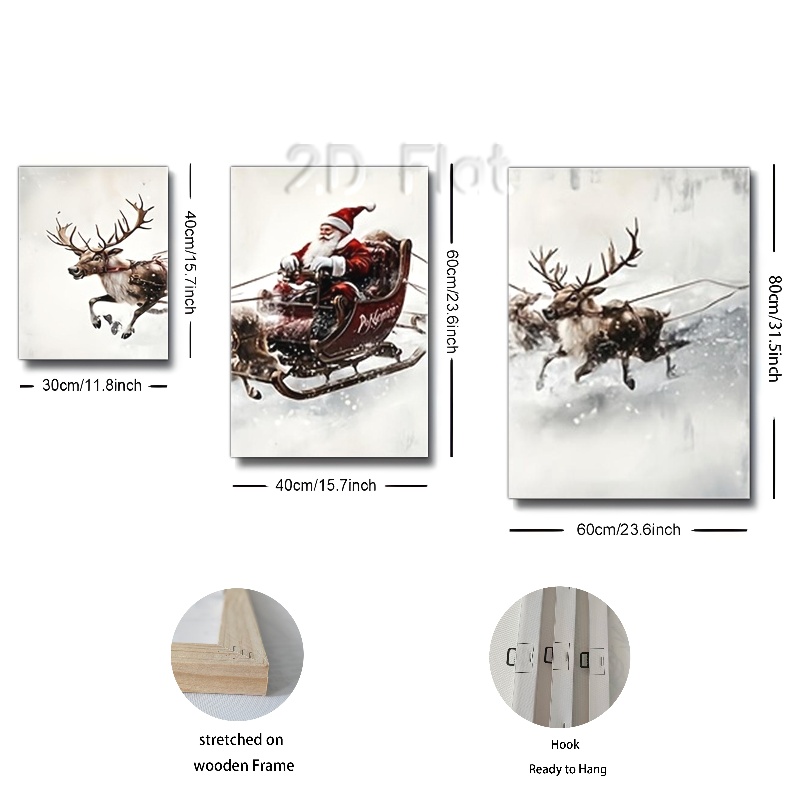 2D Flat
40cm/15.7inch
60cm/23.6inch
80cm/31.5inch
30cm/11.8inch
40cm/15.7inch
60cm/23.6inch
stretched on
wooden Frame
Hook
Ready to Hang